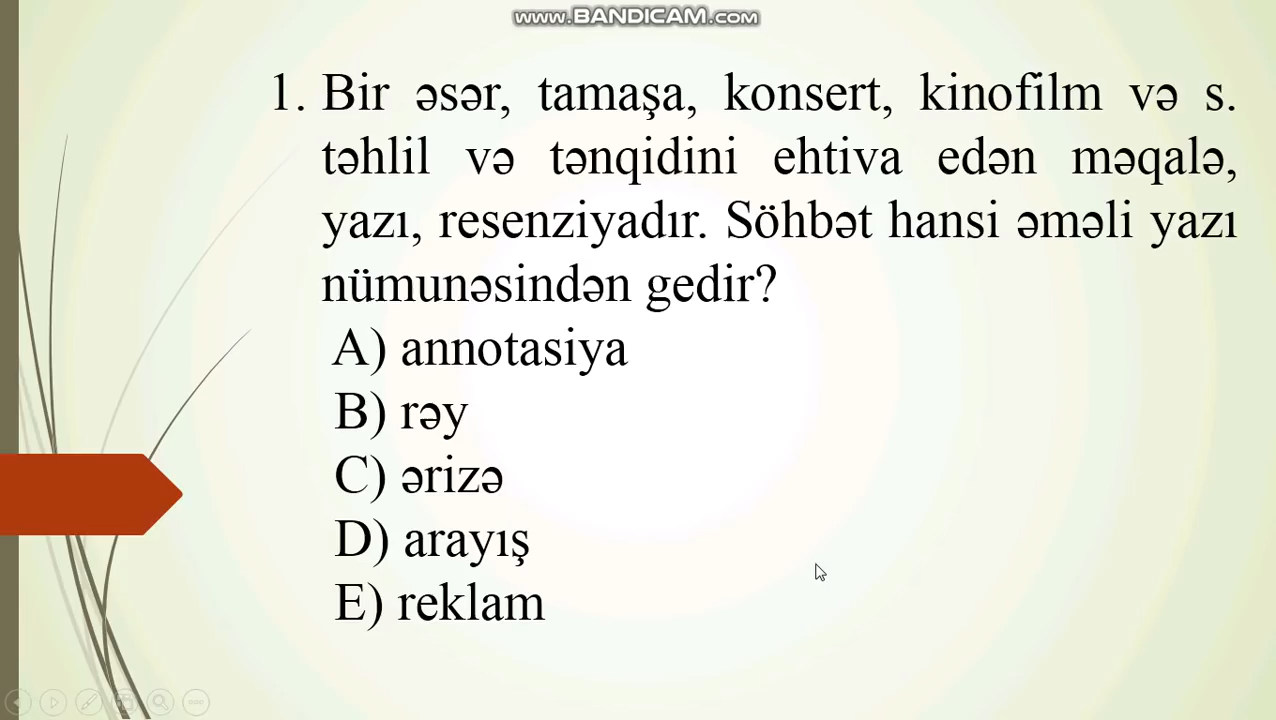 www.BANDICAM.com
1. Bir əsər, tamaşa, konsert, kinofilm və s.
təhlil və tənqidini ehtiva edən məqalə,
yazı, resenziyadır. Söhbət hansi əməli yazı
nümunəsindən gedir?
A) annotasiya
B) rəy
C) ərizə
D) arayış
E) reklam